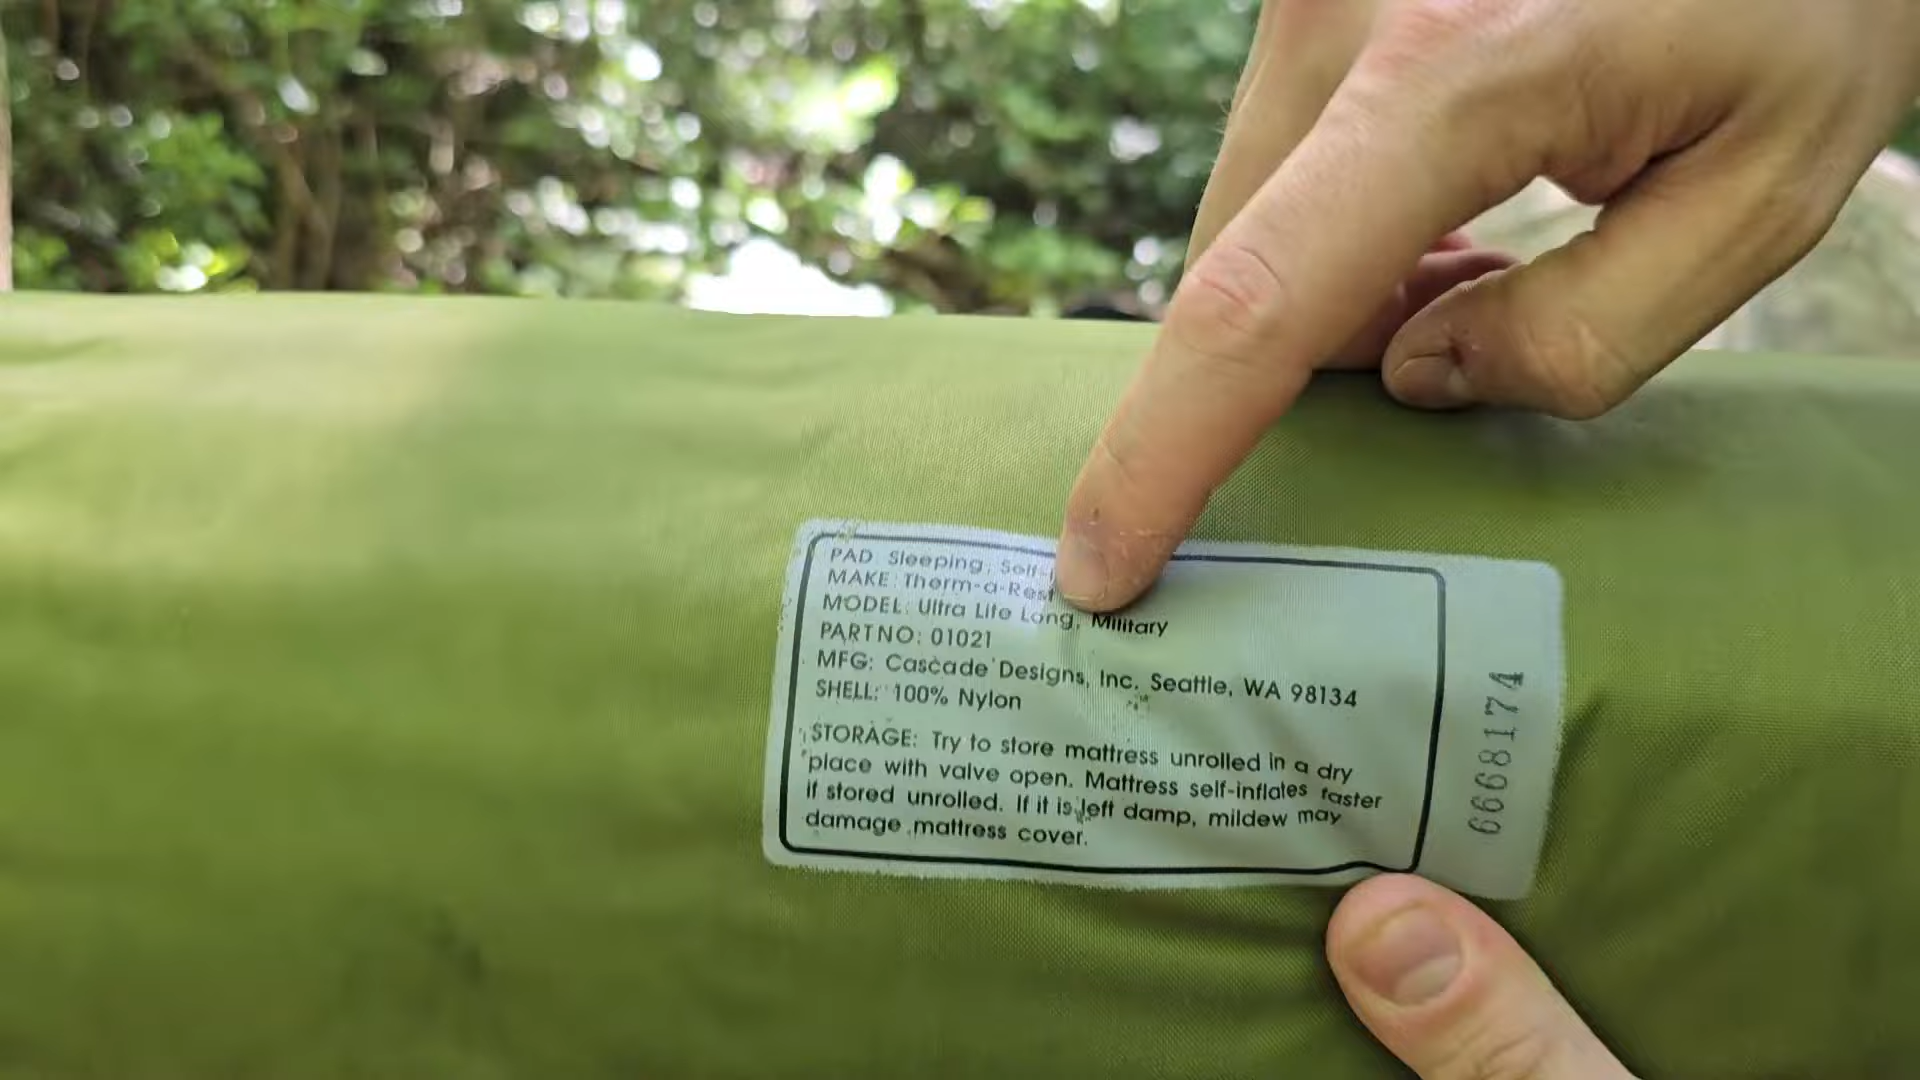 PAD: Sleeping, Self-
MAKE: Therm-a-Rest
MODEL: Ultra Lite Long, Military
PART NO: 01021
MFG: Cascade Designs, Inc. Seattle, WA 98134
SHELL: 100% Nylon
STORAGE: Try to store mattress unrolled in a dry
place with valve open. Mattress self-inflates faster
if stored unrolled. If it is left damp, mildew may
damage mattress cover.
6668174